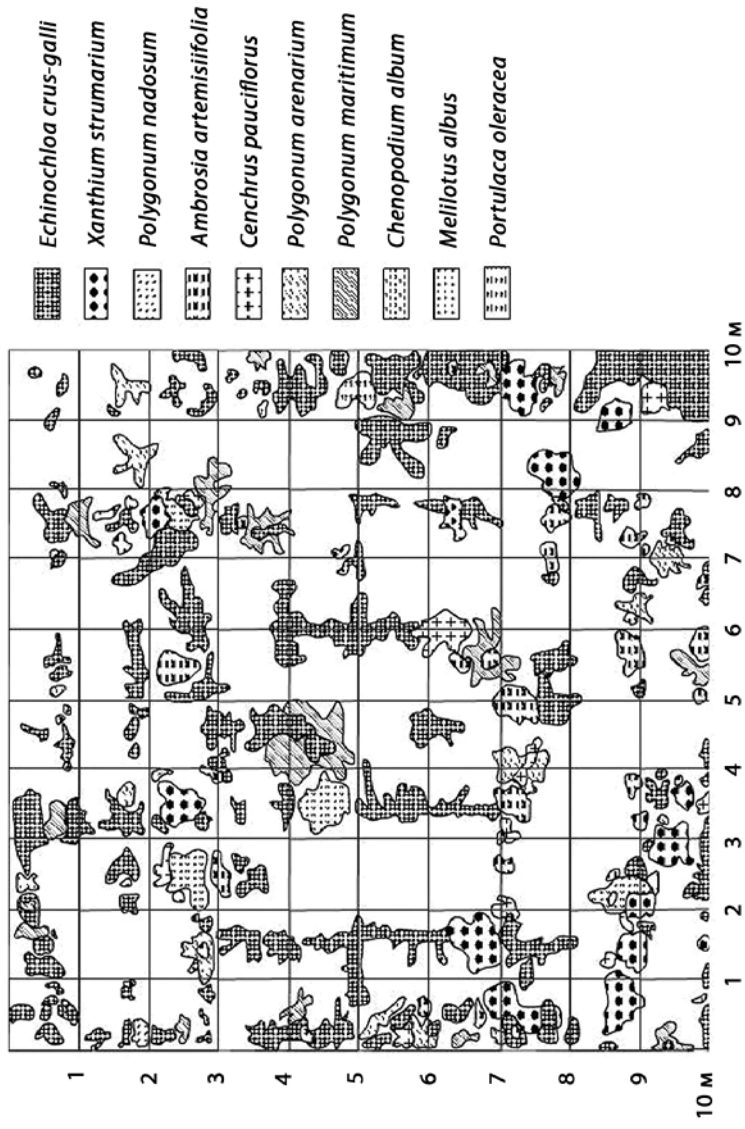 Echinochloa crus-galli
Xanthium strumarium
Polygonum nadosum
Ambrosia artemisiifolia
Cenchrus pauciflorus
Polygonum arenarium
Polygonum maritimum
Chenopodium album
Melilotus albus
Portulaca oleracea
1
2
3
4
5
6
7
8
9
10 м
1
2
3
4
5
6
7
8
9
10 м